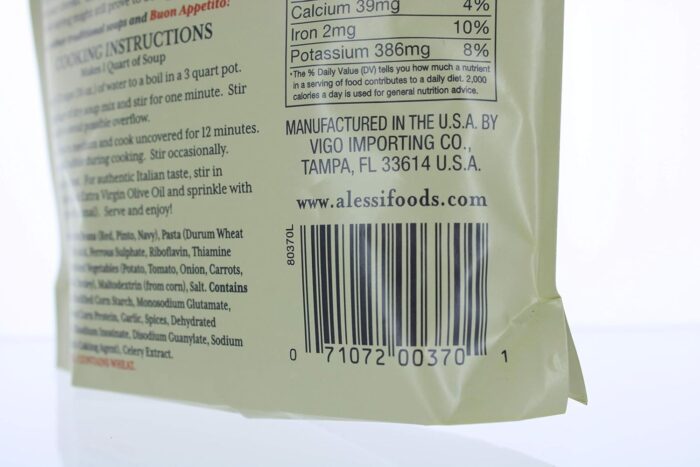 traditional soups and Buon Appetito!
COOKING INSTRUCTIONS
Makes 1 Quart of Soup
of water to a boil in a 3 quart pot.
soup mix and stir for one minute. Stir
possible overflow.
and cook uncovered for 12 minutes.
during cooking. Stir occasionally.
For authentic Italian taste, stir in
Extra Virgin Olive Oil and sprinkle with
Serve and enjoy!
(Red, Pinto, Navy), Pasta (Durum Wheat
Ferrous Sulphate, Riboflavin, Thiamine
Vegetables (Potato, Tomato, Onion, Carrots,
Maltodextrin (from corn), Salt. Contains
Corn Starch, Monosodium Glutamate,
Corn Protein, Garlic, Spices, Dehydrated
Inosinate, Disodium Guanylate, Sodium
Agent), Celery Extract.
WHEAT.
Calcium 39mg 4%
Iron 2mg 10%
Potassium 386mg 8%
*The % Daily Value (DV) tells you how much a nutrient
in a serving of food contributes to a daily diet. 2,000
calories a day is used for general nutrition advice.
MANUFACTURED IN THE U.S.A. BY
VIGO IMPORTING CO.,
TAMPA, FL 33614 U.S.A.
www.alessifoods.com
80370L
0 71072 00370 1